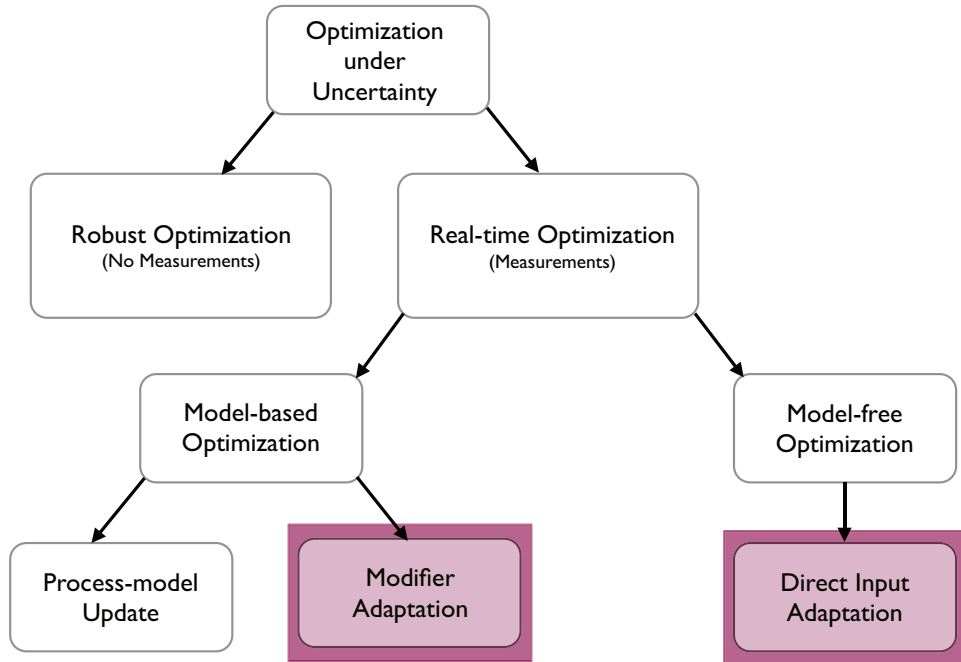 Optimization
under
Uncertainty
Robust Optimization
(No Measurements)
Real-time Optimization
(Measurements)
Model-based
Optimization
Model-free
Optimization
Process-model
Update
Modifier
Adaptation
Direct Input
Adaptation